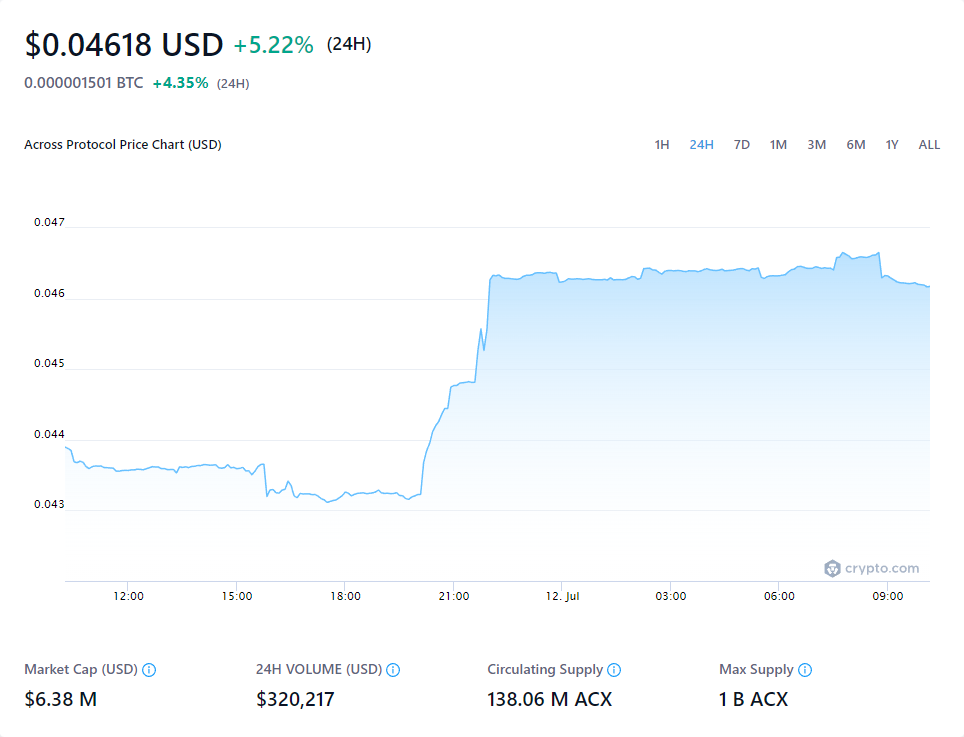 $0.04618 USD +5.22% (24H)
0.000001501 BTC +4.35% (24H)
Across Protocol Price Chart (USD) 1H 24H 7D 1M 3M 6M 1Y ALL
0.047
0.046
0.045
0.044
0.043
crypto.com
12:00 15:00 18:00 21:00 12. Jul 03:00 06:00 09:00
Market Cap (USD) 24H VOLUME (USD) Circulating Supply Max Supply
$6.38 M $320,217 138.06 M ACX 1 B ACX